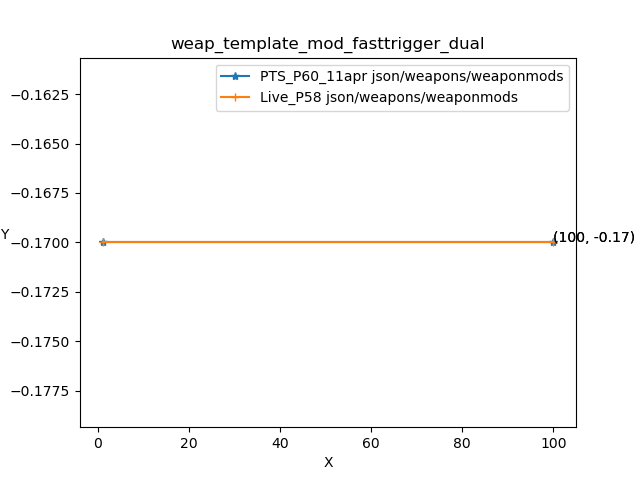 weap_template_mod_fasttrigger_dual
PTS_P60_11apr json/weapons/weaponmods
Live_P58 json/weapons/weaponmods
−0.1625
−0.1650
−0.1675
Y
−0.1700
(100, -0.17)
−0.1725
−0.1750
−0.1775
0 20 40 60 80 100
X